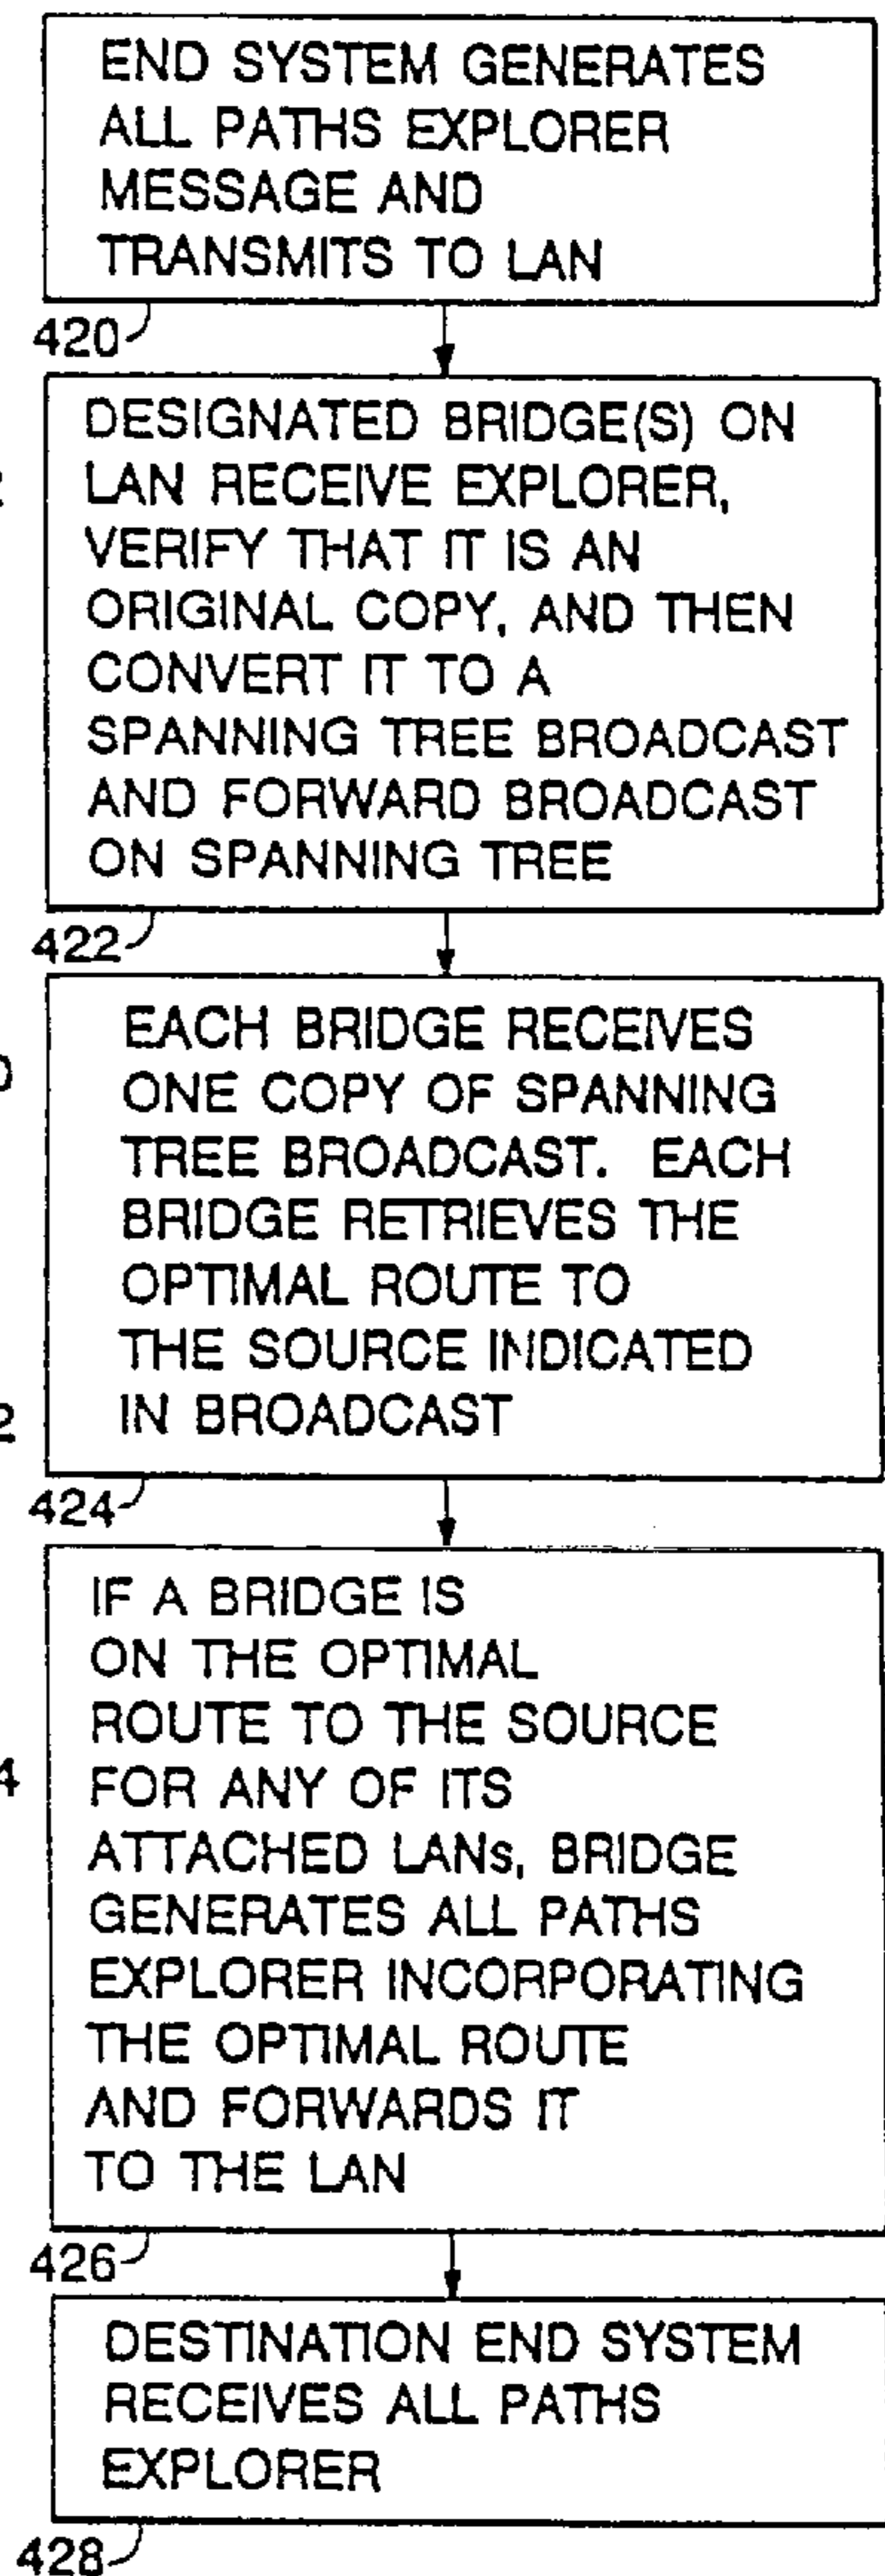 END SYSTEM GENERATES
ALL PATHS EXPLORER
MESSAGE AND
TRANSMITS TO LAN
420
DESIGNATED BRIDGE(S) ON
LAN RECEIVE EXPLORER,
VERIFY THAT IT IS AN
ORIGINAL COPY, AND THEN
CONVERT IT TO A
SPANNING TREE BROADCAST
AND FORWARD BROADCAST
ON SPANNING TREE
422
EACH BRIDGE RECEIVES
ONE COPY OF SPANNING
TREE BROADCAST. EACH
BRIDGE RETRIEVES THE
OPTIMAL ROUTE TO
THE SOURCE INDICATED
IN BROADCAST
424
IF A BRIDGE IS
ON THE OPTIMAL
ROUTE TO THE SOURCE
FOR ANY OF ITS
ATTACHED LANs, BRIDGE
GENERATES ALL PATHS
EXPLORER INCORPORATING
THE OPTIMAL ROUTE
AND FORWARDS IT
TO THE LAN
426
DESTINATION END SYSTEM
RECEIVES ALL PATHS
EXPLORER
428